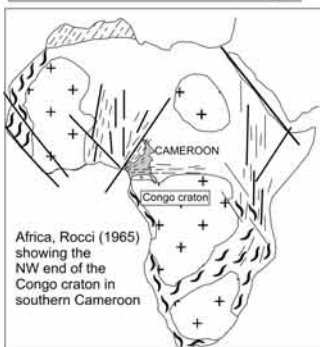 CAMEROON
Congo craton
Africa, Rocci (1965)
showing the
NW end of the
Congo craton in
southern Cameroon